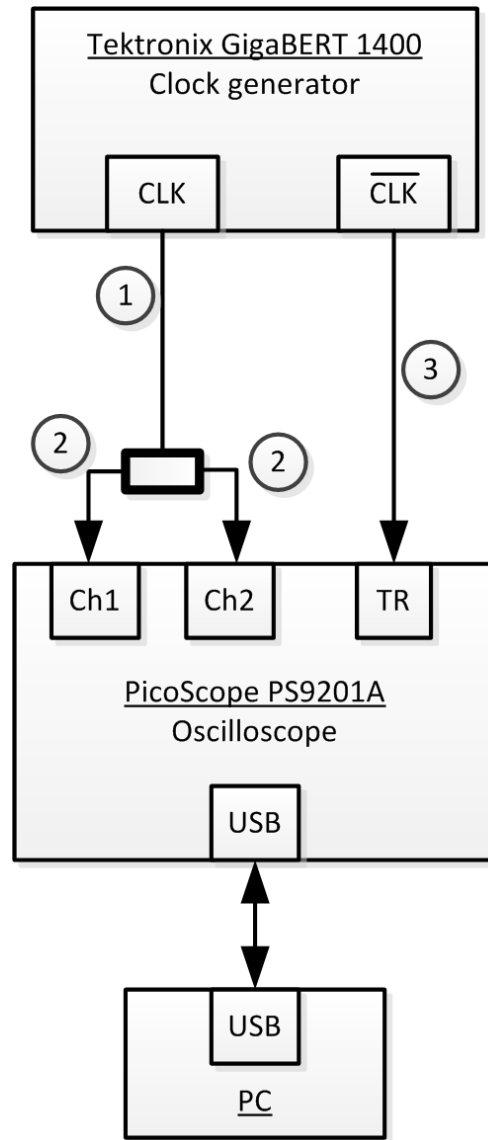 Tektronix GigaBERT 1400
Clock generator
CLK
C̅L̅K̅
1
3
2
2
Ch1
Ch2
TR
PicoScope PS9201A
Oscilloscope
USB
USB
PC